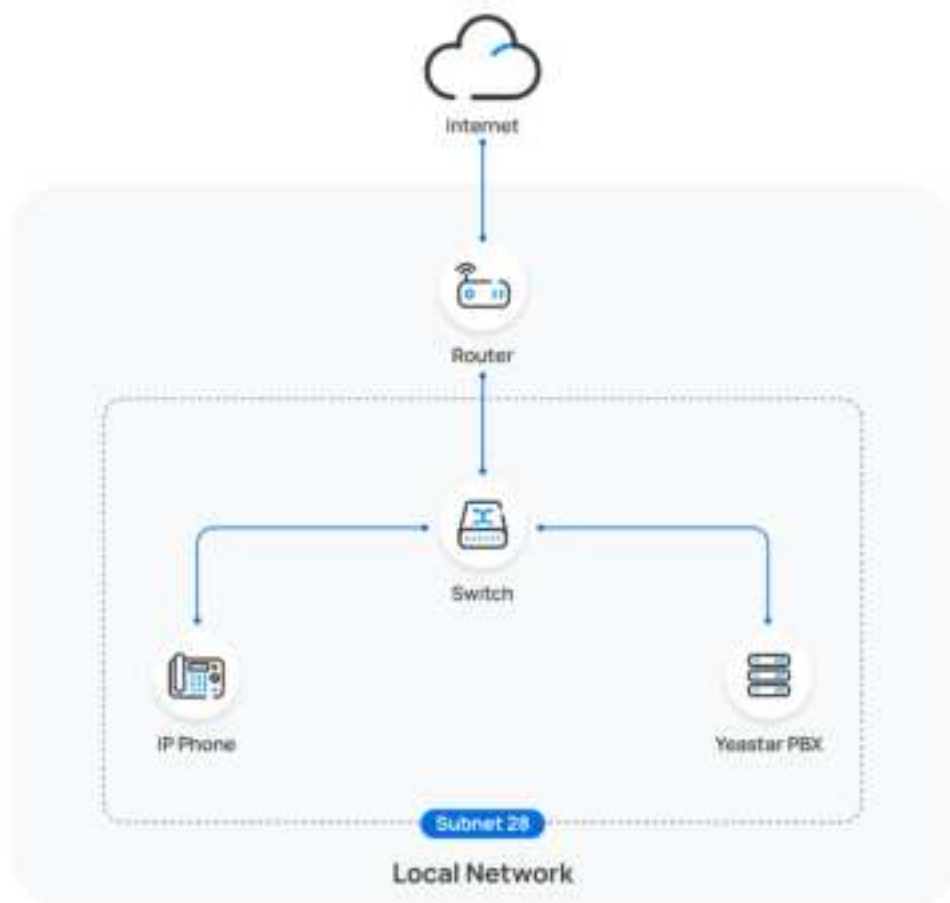 Internet
Router
Switch
IP Phone
Yeastar PBX
Subnet 28
Local Network